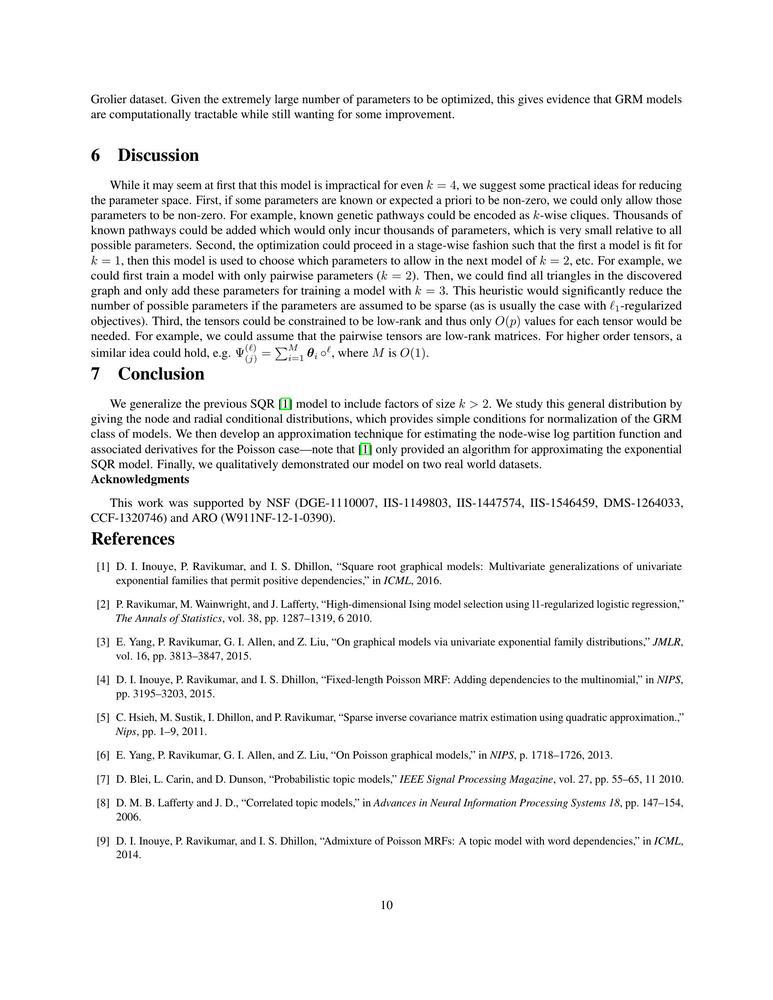 Grolier dataset. Given the extremely large number of parameters to be optimized, this gives evidence that GRM models
are computationally tractable while still wanting for some improvement.
6 Discussion
While it may seem at first that this model is impractical for even k = 4, we suggest some practical ideas for reducing
the parameter space. First, if some parameters are known or expected a priori to be non-zero, we could only allow those
parameters to be non-zero. For example, known genetic pathways could be encoded as k-wise cliques. Thousands of
known pathways could be added which would only incur thousands of parameters, which is very small relative to all
possible parameters. Second, the optimization could proceed in a stage-wise fashion such that the first a model is fit for
k = 1, then this model is used to choose which parameters to allow in the next model of k = 2, etc. For example, we
could first train a model with only pairwise parameters (k = 2). Then, we could find all triangles in the discovered
graph and only add these parameters for training a model with k = 3. This heuristic would significantly reduce the
number of possible parameters if the parameters are assumed to be sparse (as is usually the case with ℓ₁-regularized
objectives). Third, the tensors could be constrained to be low-rank and thus only O(p) values for each tensor would be
needed. For example, we could assume that the pairwise tensors are low-rank matrices. For higher order tensors, a
similar idea could hold, e.g. Ψ_(j)^(ℓ) = ∑_{i=1}^M θ_i ∘^ℓ, where M is O(1).
7 Conclusion
We generalize the previous SQR [1] model to include factors of size k > 2. We study this general distribution by
giving the node and radial conditional distributions, which provides simple conditions for normalization of the GRM
class of models. We then develop an approximation technique for estimating the node-wise log partition function and
associated derivatives for the Poisson case—note that [1] only provided an algorithm for approximating the exponential
SQR model. Finally, we qualitatively demonstrated our model on two real world datasets.
Acknowledgments
This work was supported by NSF (DGE-1110007, IIS-1149803, IIS-1447574, IIS-1546459, DMS-1264033,
CCF-1320746) and ARO (W911NF-12-1-0390).
References
[1] D. I. Inouye, P. Ravikumar, and I. S. Dhillon, “Square root graphical models: Multivariate generalizations of univariate
exponential families that permit positive dependencies,” in ICML, 2016.
[2] P. Ravikumar, M. Wainwright, and J. Lafferty, “High-dimensional Ising model selection using l1-regularized logistic regression,”
The Annals of Statistics, vol. 38, pp. 1287–1319, 6 2010.
[3] E. Yang, P. Ravikumar, G. I. Allen, and Z. Liu, “On graphical models via univariate exponential family distributions,” JMLR,
vol. 16, pp. 3813–3847, 2015.
[4] D. I. Inouye, P. Ravikumar, and I. S. Dhillon, “Fixed-length Poisson MRF: Adding dependencies to the multinomial,” in NIPS,
pp. 3195–3203, 2015.
[5] C. Hsieh, M. Sustik, I. Dhillon, and P. Ravikumar, “Sparse inverse covariance matrix estimation using quadratic approximation.,”
Nips, pp. 1–9, 2011.
[6] E. Yang, P. Ravikumar, G. I. Allen, and Z. Liu, “On Poisson graphical models,” in NIPS, p. 1718–1726, 2013.
[7] D. Blei, L. Carin, and D. Dunson, “Probabilistic topic models,” IEEE Signal Processing Magazine, vol. 27, pp. 55–65, 11 2010.
[8] D. M. B. Lafferty and J. D., “Correlated topic models,” in Advances in Neural Information Processing Systems 18, pp. 147–154,
2006.
[9] D. I. Inouye, P. Ravikumar, and I. S. Dhillon, “Admixture of Poisson MRFs: A topic model with word dependencies,” in ICML,
2014.
10